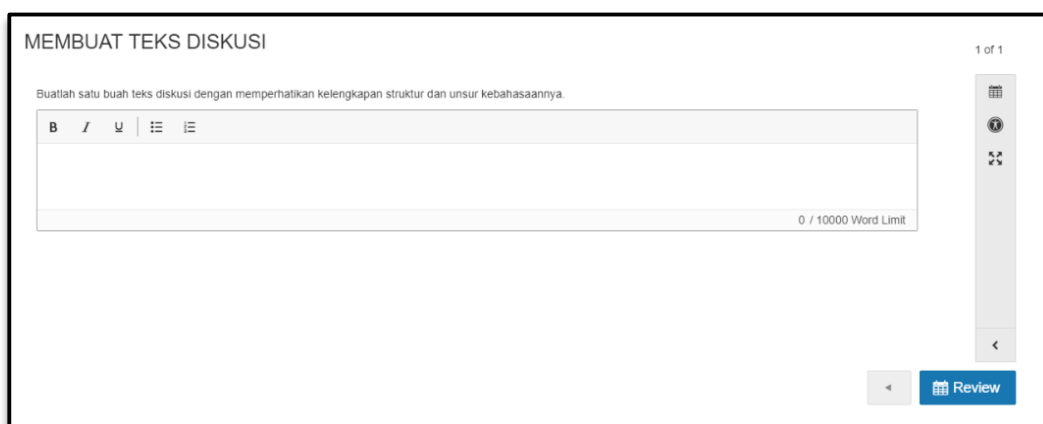 MEMBUAT TEKS DISKUSI
1 of 1
Buatlah satu buah teks diskusi dengan memperhatikan kelengkapan struktur dan unsur kebahasaannya.
B I U
0 / 10000 Word Limit
Review